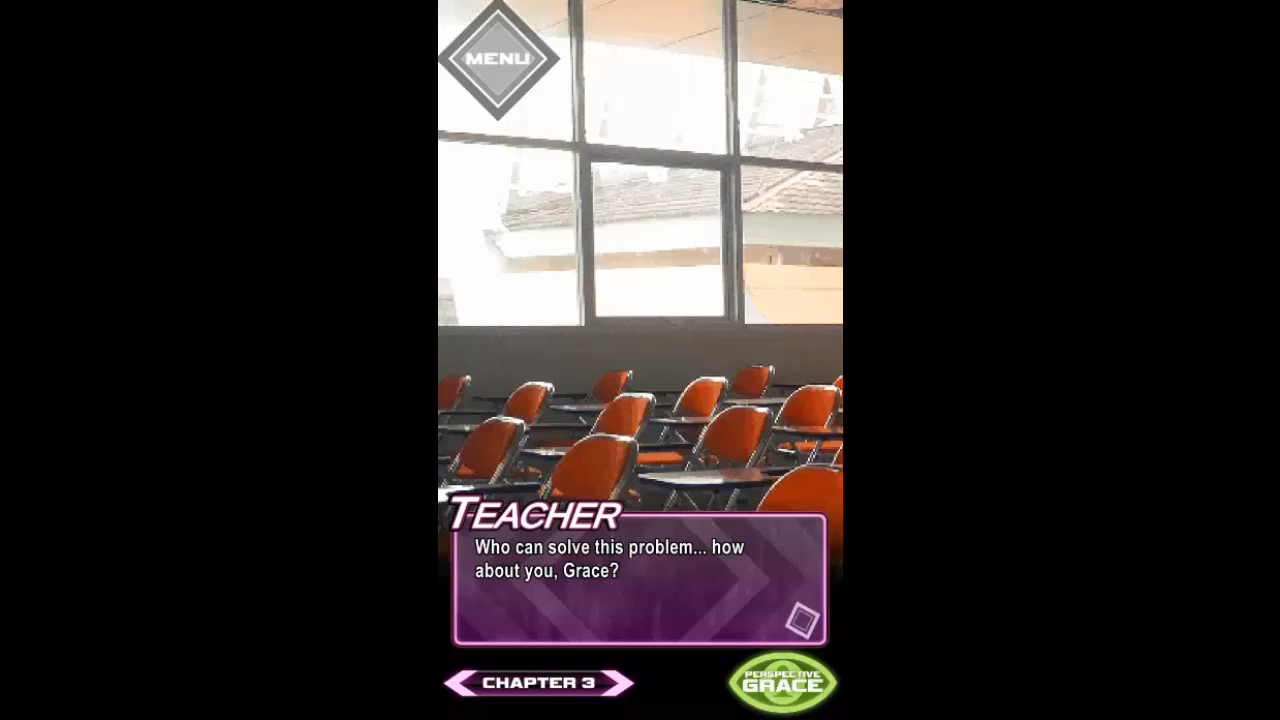 MENU
TEACHER
Who can solve this problem... how
about you, Grace?
CHAPTER 3
PERSPECTIVE
GRACE